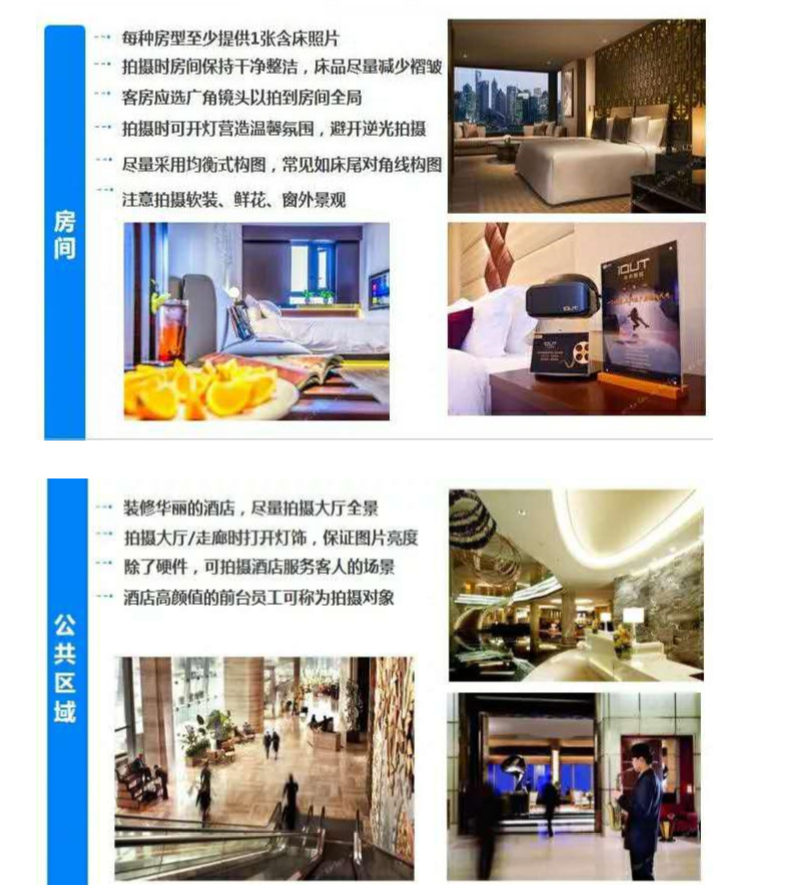 房间
每种房型至少提供1张含床照片
拍摄时房间保持干净整洁，床品尽量减少褶皱
客房应选广角镜头以拍到房间全局
拍摄时可开灯营造温馨氛围，避开逆光拍摄
尽量采用均衡式构图，常见如床尾对角线构图
注意拍摄软装、鲜花、窗外景观
iQUT
iQUT
iQUT
公共区域
装修华丽的酒店，尽量拍摄大厅全景
拍摄大厅/走廊时打开灯饰，保证图片亮度
除了硬件，可拍摄酒店服务客人的场景
酒店高颜值的前台员工可称为拍摄对象